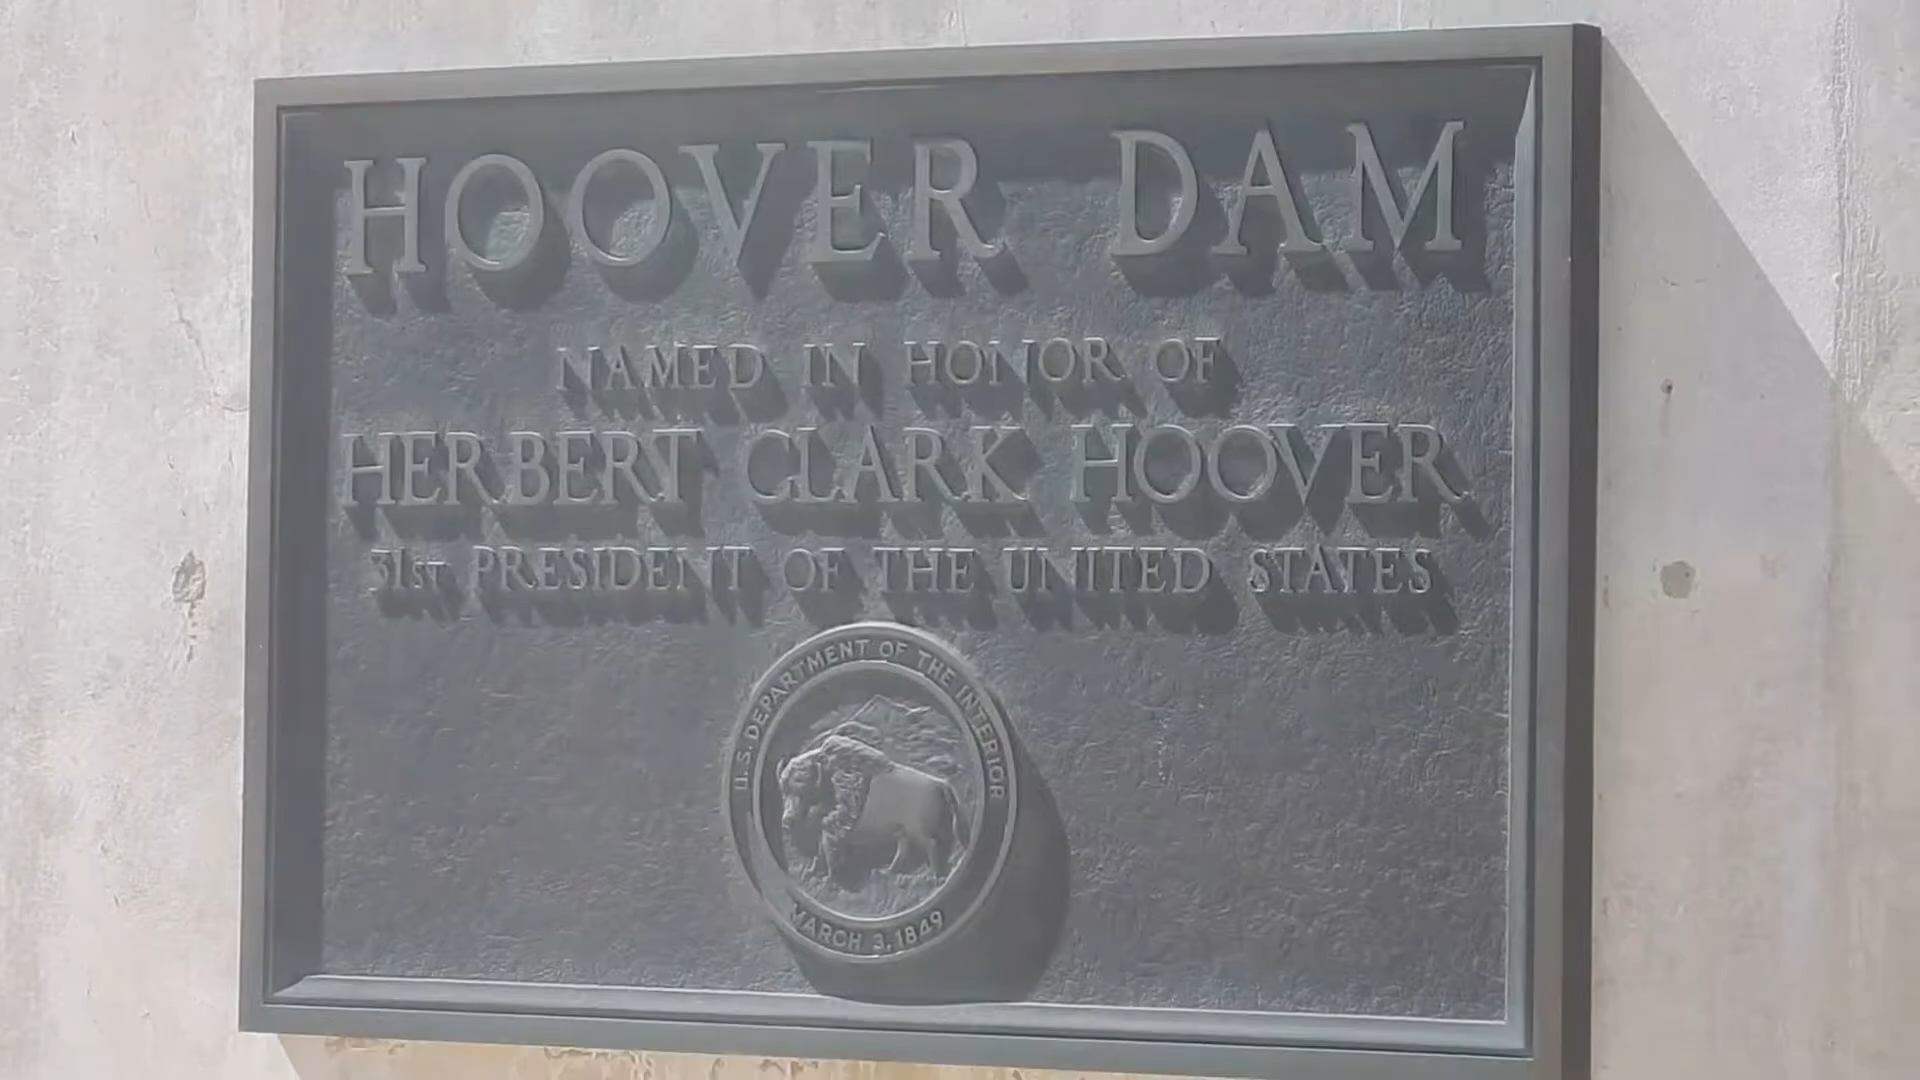 HOOVER DAM
NAMED IN HONOR OF
HERBERT CLARK HOOVER
31ST PRESIDENT OF THE UNITED STATES
U.S. DEPARTMENT OF THE INTERIOR
MARCH 3, 1849